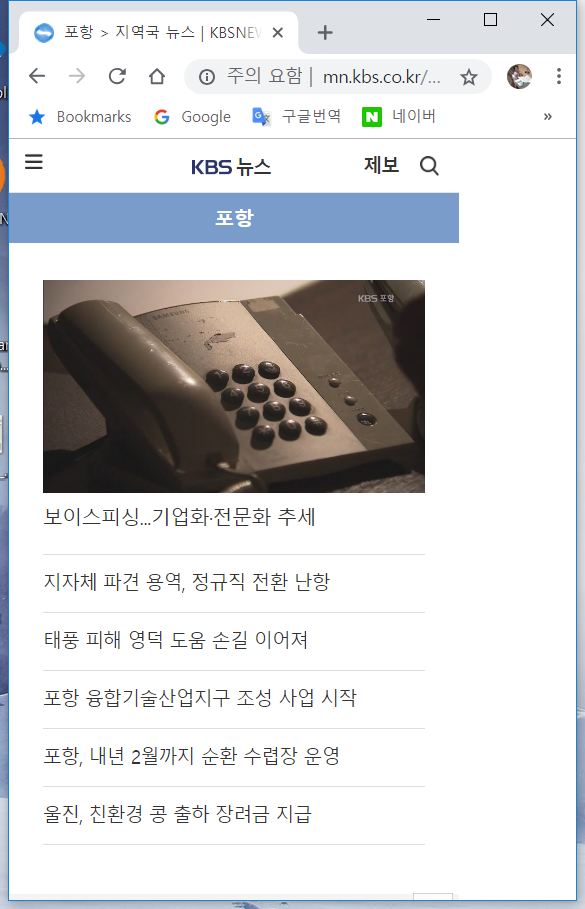 포항 > 지역국 뉴스 | KBSNEW
주의 요함 | mn.kbs.co.kr/...
Bookmarks Google 구글번역 네이버 »
KBS 뉴스 제보
포항
SAMSUNG
KBS 포항
보이스피싱...기업화·전문화 추세
지자체 파견 용역, 정규직 전환 난항
태풍 피해 영덕 도움 손길 이어져
포항 융합기술산업지구 조성 사업 시작
포항, 내년 2월까지 순환 수렵장 운영
울진, 친환경 콩 출하 장려금 지급